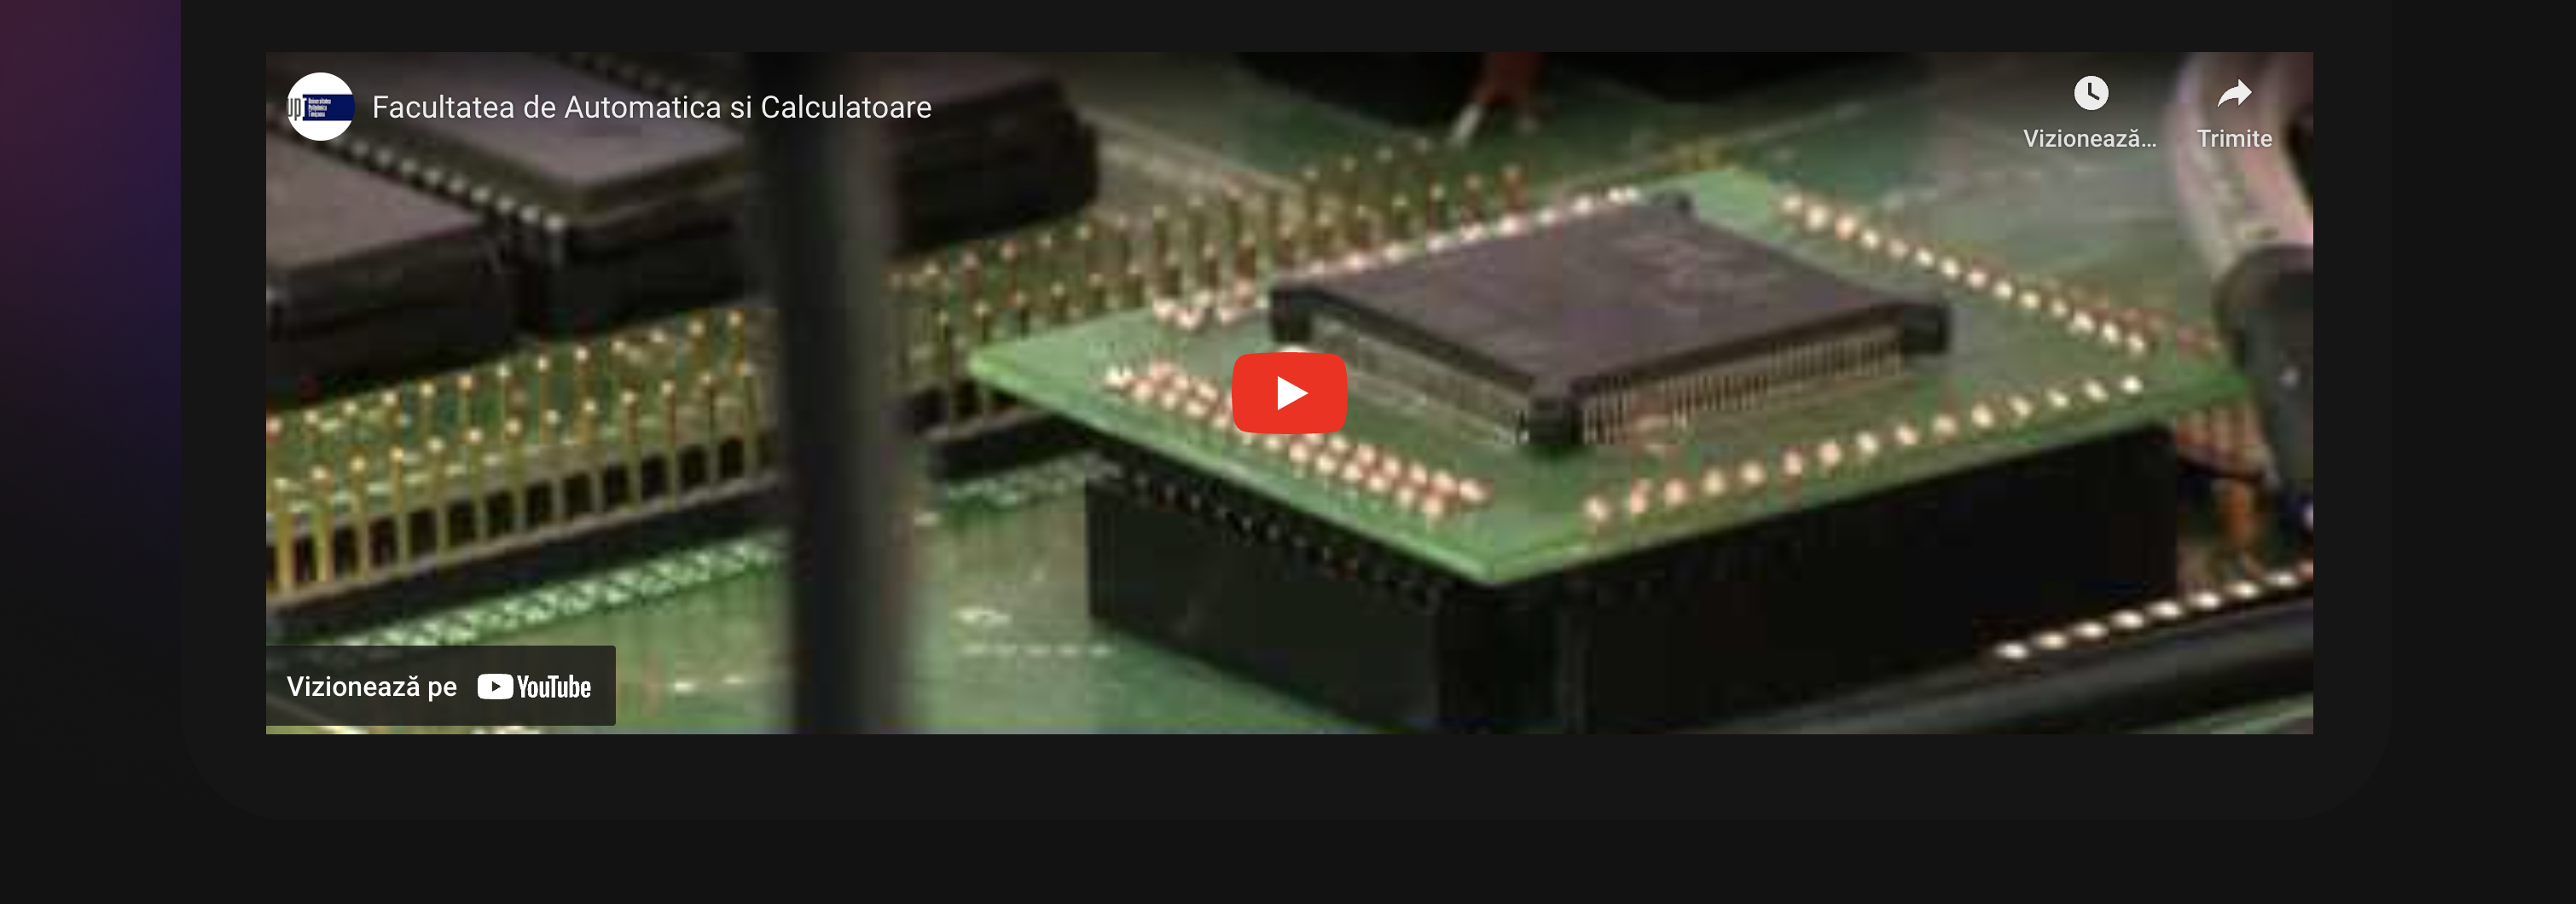 Facultatea de Automatica si Calculatoare
Vizionează...
Trimite
Vizionează pe YouTube